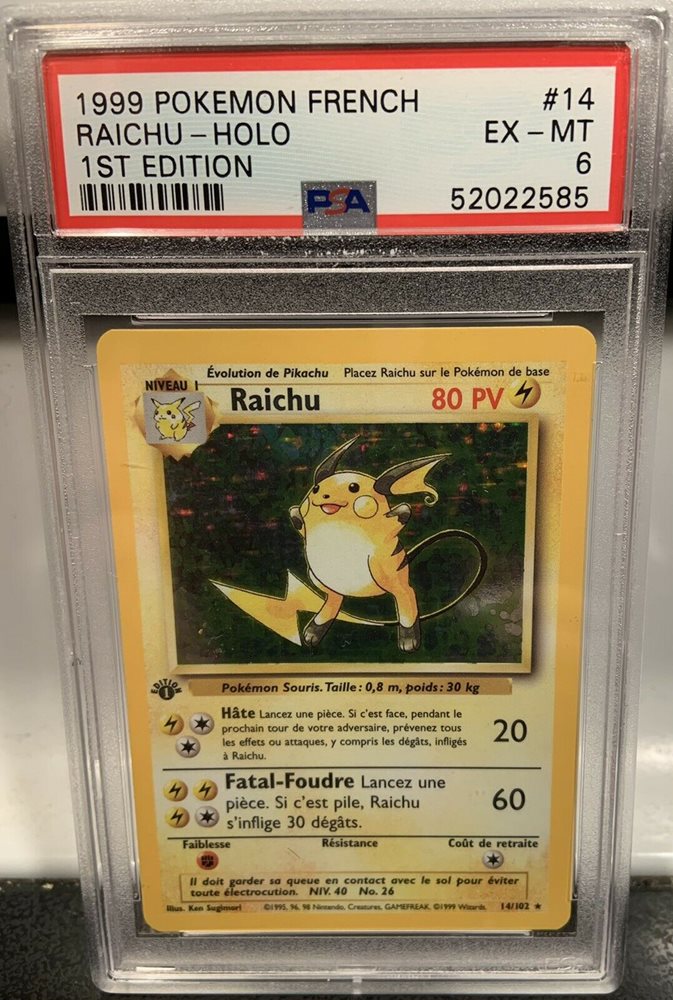 1999 POKEMON FRENCH #14
RAICHU - HOLO EX - MT
1ST EDITION 6
PSA 52022585
Évolution de Pikachu Placez Raichu sur le Pokémon de base
NIVEAU 1
Raichu 80 PV
EDITION
1
Pokémon Souris. Taille: 0,8 m, poids: 30 kg
Hâte Lancez une pièce. Si c'est face, pendant le
prochain tour de votre adversaire, prévenez tous
les effets ou attaques, y compris les dégâts, infligés
à Raichu.
20
Fatal-Foudre Lancez une
pièce. Si c'est pile, Raichu
s'inflige 30 dégâts.
60
Faiblesse Résistance Coût de retraite
Il doit garder sa queue en contact avec le sol pour éviter
toute électrocution. NIV. 40 No. 26
Illus. Ken Sugimori ©1995, 96, 98 Nintendo, Creatures, GAMEFREAK. ©1999 Wizards. 14/102 ★